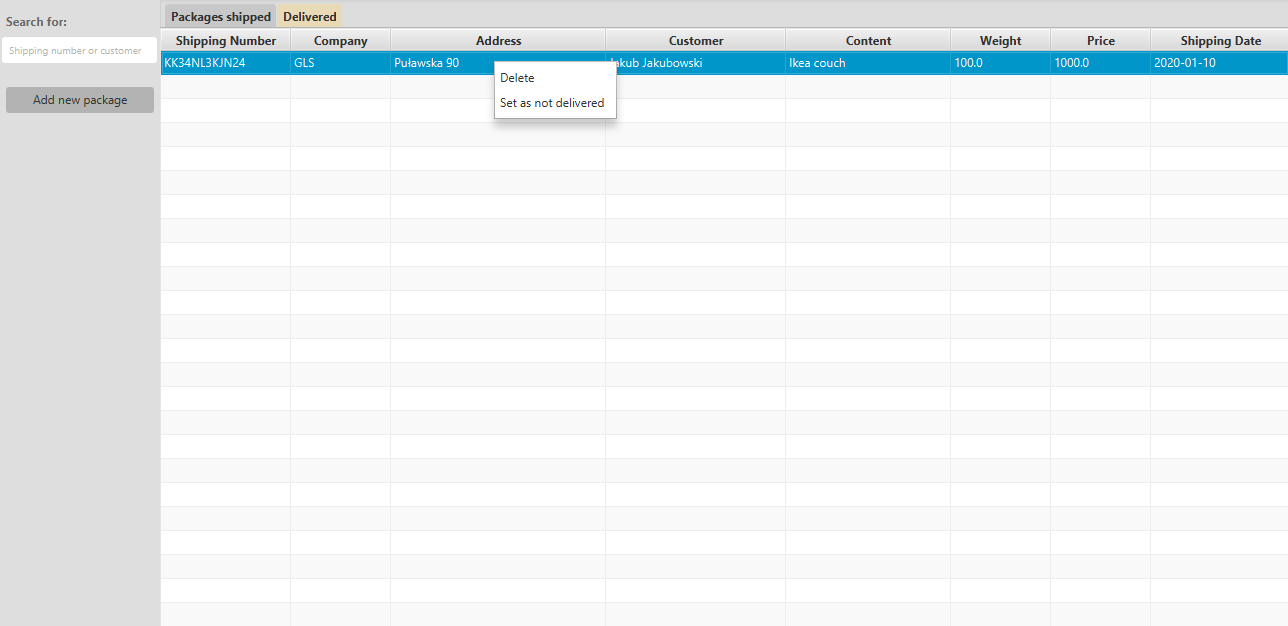 Search for:
Shipping number or customer
Add new package
Packages shipped Delivered
Shipping Number Company Address Customer Content Weight Price Shipping Date
KK34NL3KJN24 GLS Puławska 90 Jakub Jakubowski Ikea couch 100.0 1000.0 2020-01-10
Delete
Set as not delivered